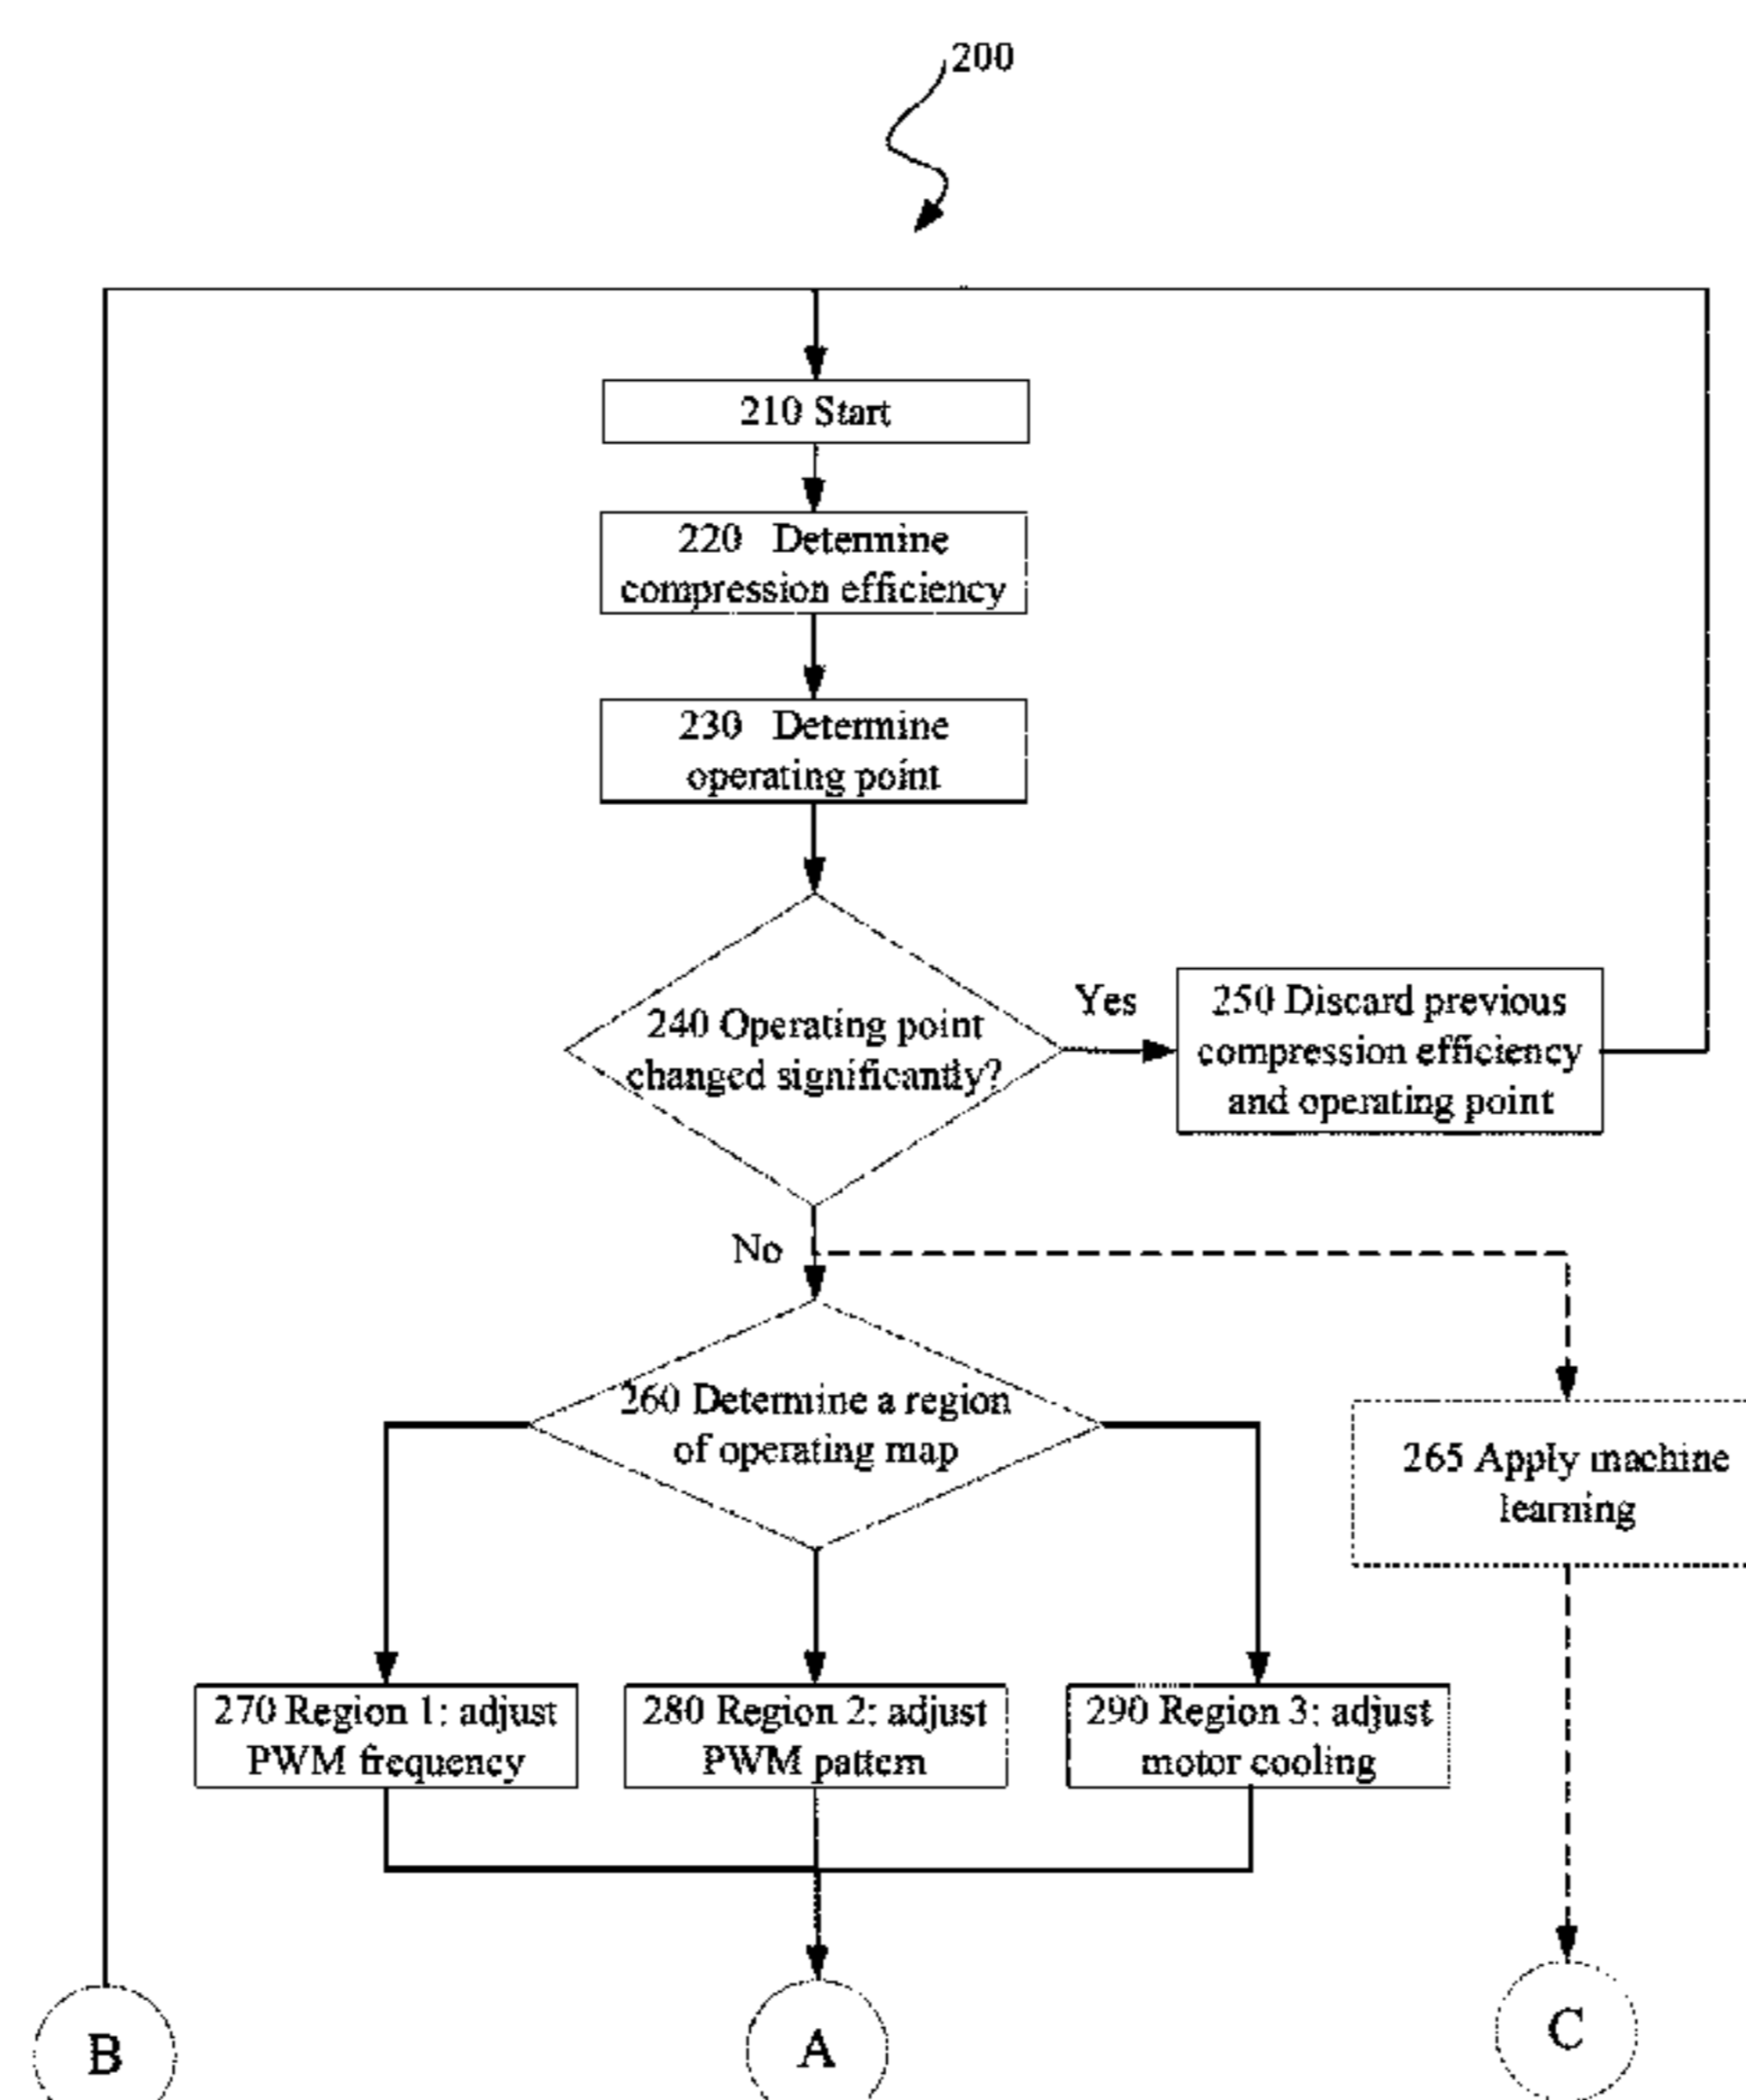 200
210 Start
220 Determine
compression efficiency
230 Determine
operating point
240 Operating point
changed significantly?
Yes
250 Discard previous
compression efficiency
and operating point
No
260 Determine a region
of operating map
265 Apply machine
learning
270 Region 1: adjust
PWM frequency
280 Region 2: adjust
PWM pattern
290 Region 3: adjust
motor cooling
B
A
C